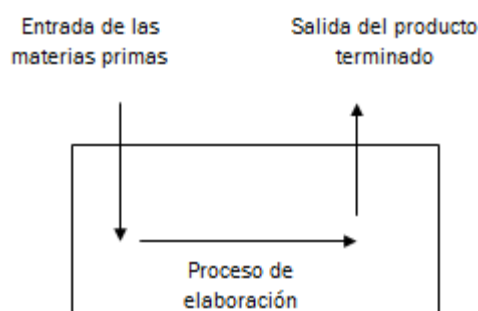 Entrada de las
materias primas
Salida del producto
terminado
Proceso de
elaboración